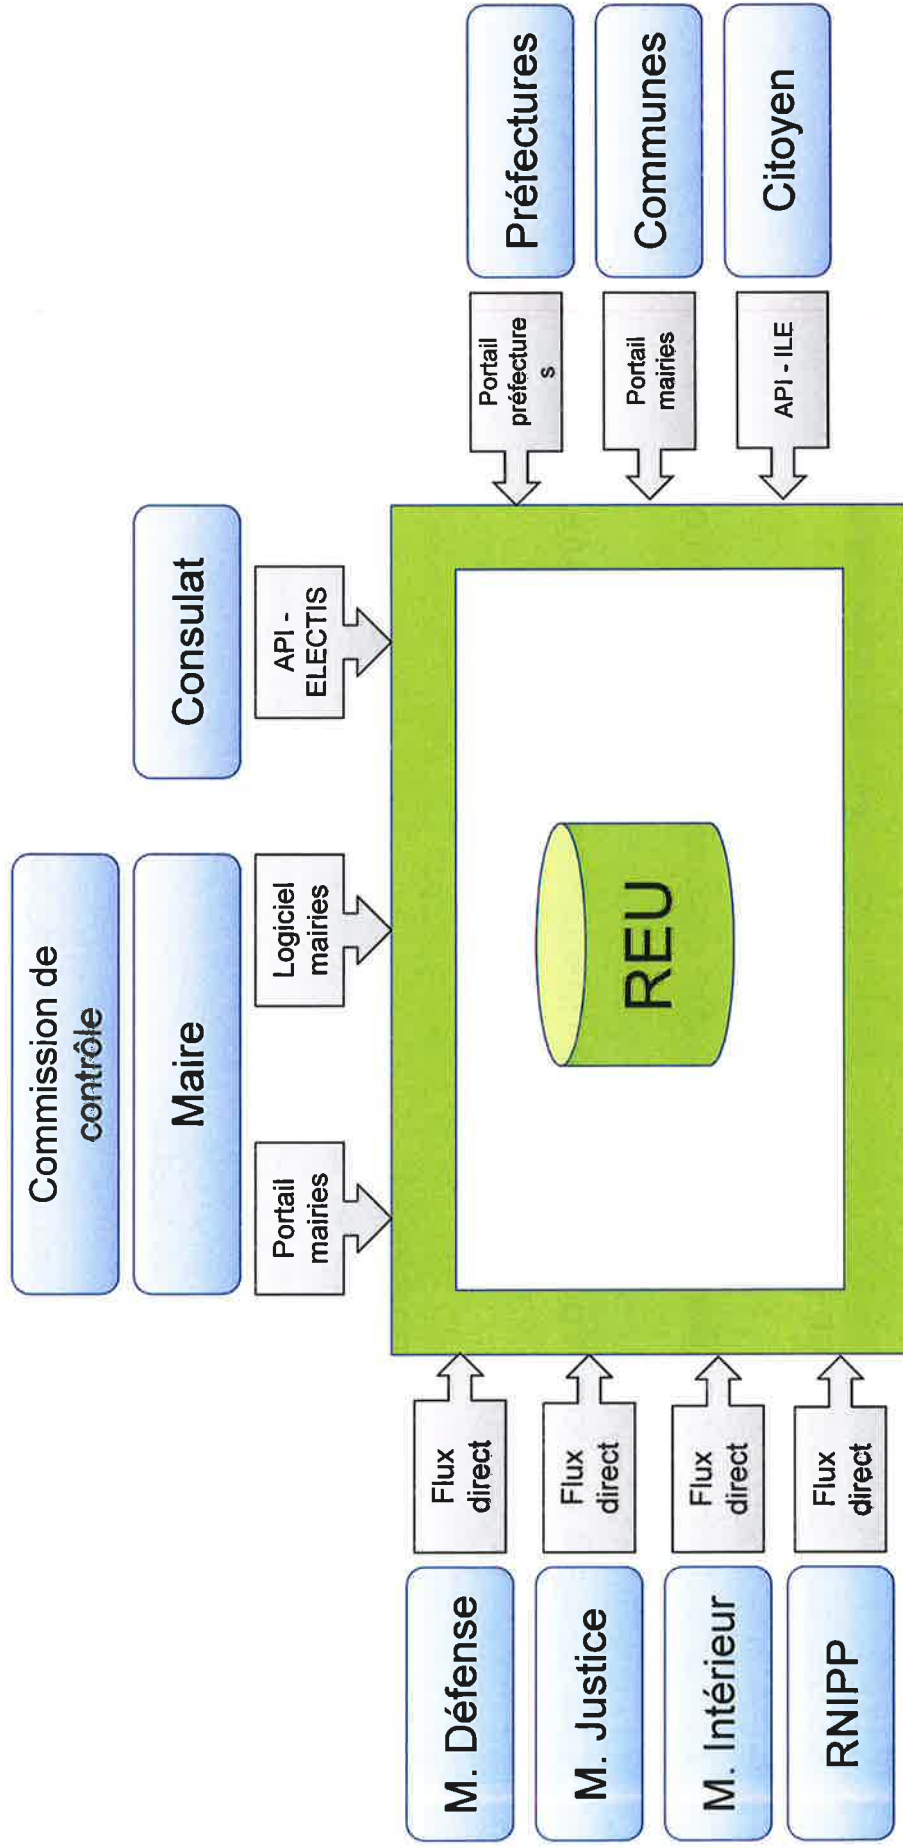 Commission de
contrôle
Maire
Consulat
Portail
mairies
Logiciel
mairies
API -
ELECTIS
M. Défense
Flux
direct
M. Justice
Flux
direct
M. Intérieur
Flux
direct
RNIPP
Flux
direct
REU
Portail
préfecture
s
Préfectures
Portail
mairies
Communes
API - ILE
Citoyen